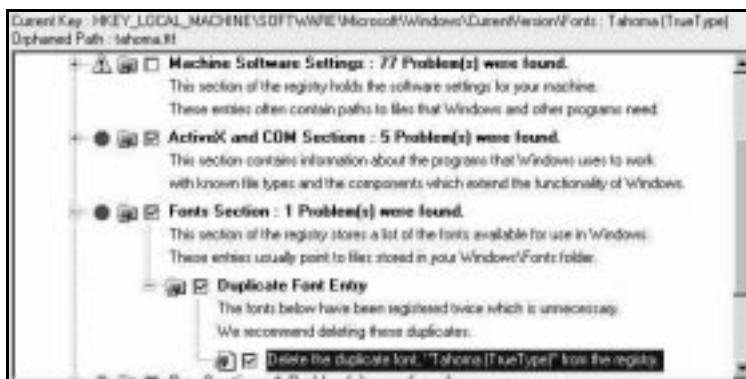 Current Key : HKEY_LOCAL_MACHINE\SOFTWARE\Microsoft\Windows\CurrentVersion\Fonts : Tahoma (TrueType)
Orphaned Path : tahoma.ttf
Machine Software Settings : 77 Problem(s) were found.
This section of the registry holds the software settings for your machine.
These entries often contain paths to files that Windows and other programs need.
ActiveX and COM Sections : 5 Problem(s) were found.
This section contains information about the programs that Windows uses to work
with known file types and the components which extend the functionality of Windows.
Fonts Section : 1 Problem(s) were found.
This section of the registry stores a list of the fonts available for use in Windows.
These entries usually point to files stored in your Windows\Fonts folder.
Duplicate Font Entry
The fonts below have been registered twice which is unnecessary.
We recommend deleting these duplicates.
Delete the duplicate font, "Tahoma (TrueType)" from the registry.